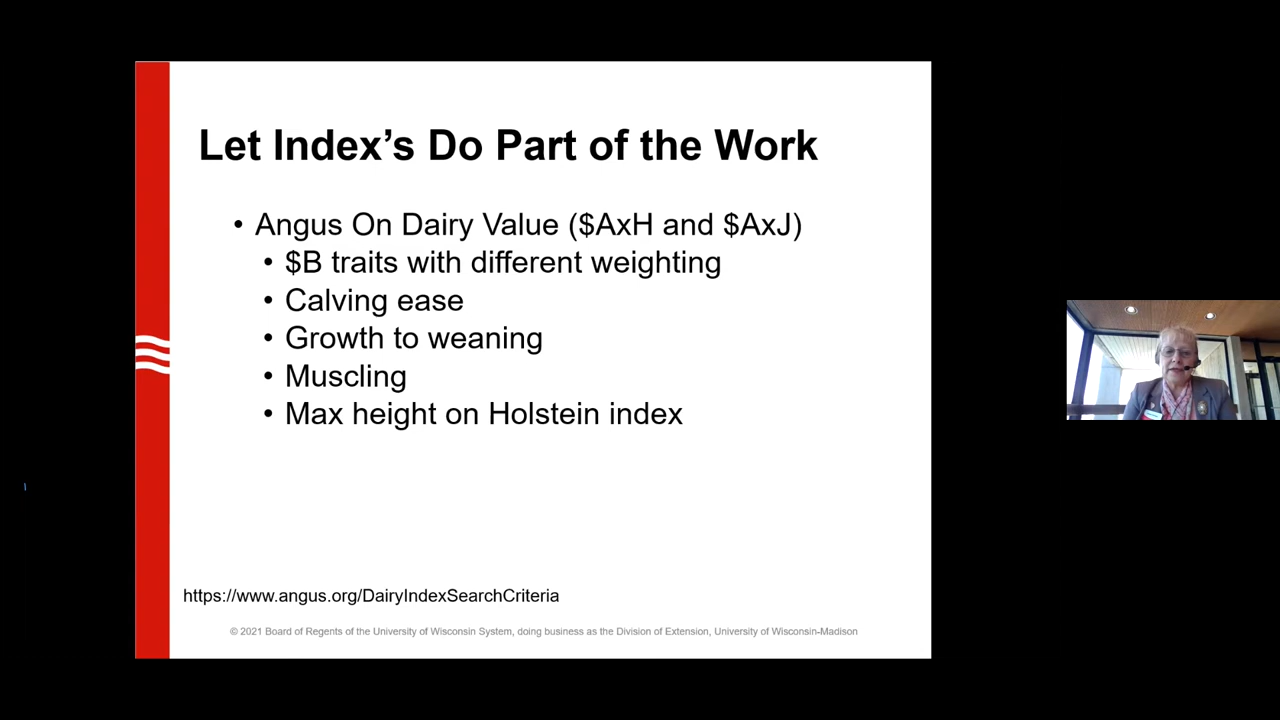 Let Index’s Do Part of the Work
• Angus On Dairy Value ($AxH and $AxJ)
• $B traits with different weighting
• Calving ease
• Growth to weaning
• Muscling
• Max height on Holstein index
https://www.angus.org/DairyIndexSearchCriteria
© 2021 Board of Regents of the University of Wisconsin System, doing business as the Division of Extension, University of Wisconsin-Madison